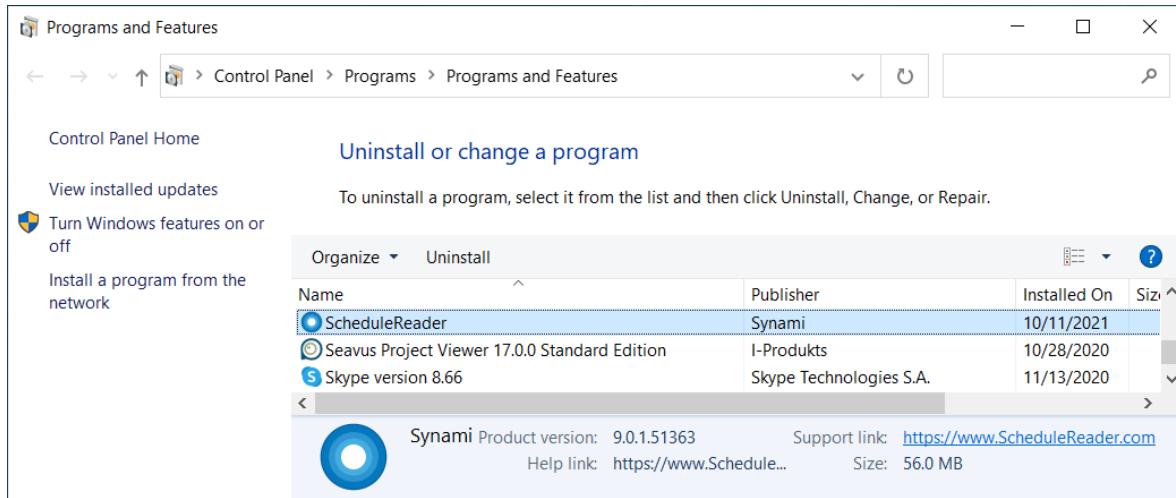 Programs and Features
Control Panel > Programs > Programs and Features
Control Panel Home
View installed updates
Turn Windows features on or
off
Install a program from the
network
Uninstall or change a program
To uninstall a program, select it from the list and then click Uninstall, Change, or Repair.
Organize Uninstall
Name Publisher Installed On Size
ScheduleReader Synami 10/11/2021
Seavus Project Viewer 17.0.0 Standard Edition I-Produkts 10/28/2020
Skype version 8.66 Skype Technologies S.A. 11/13/2020
Synami Product version: 9.0.1.51363 Support link: https://www.ScheduleReader.com
Help link: https://www.Schedule... Size: 56.0 MB